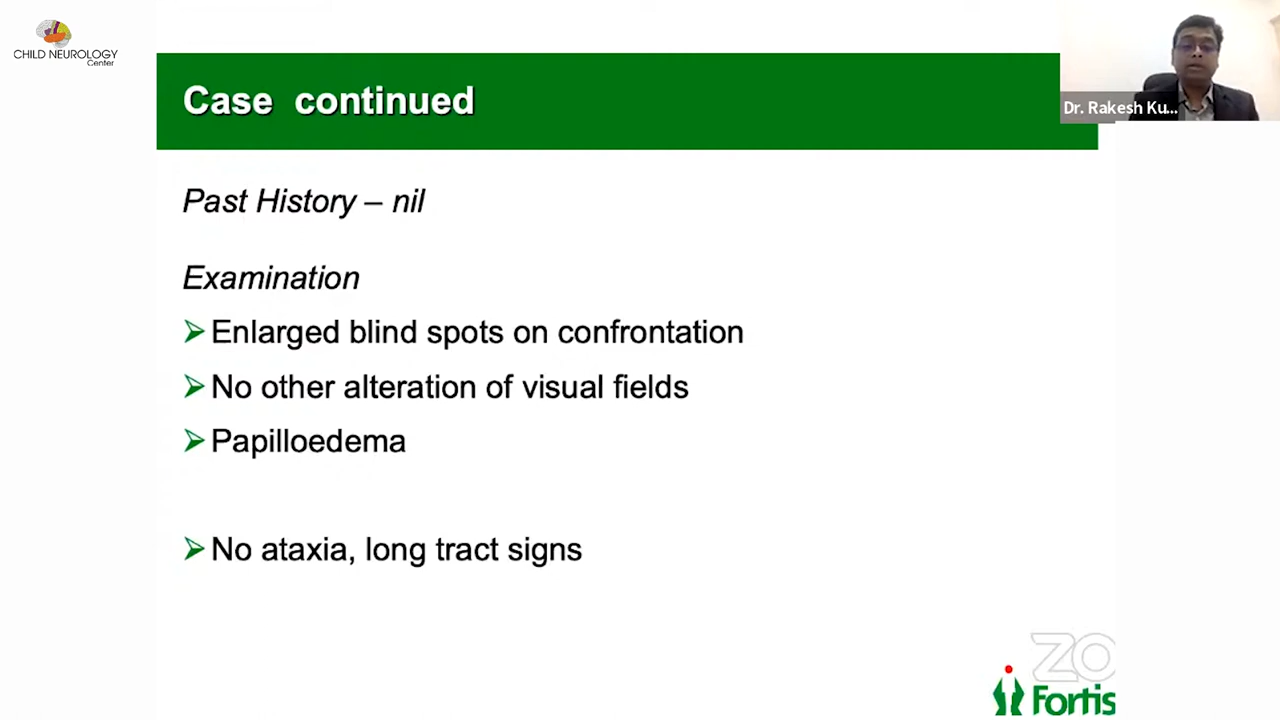 CHILD NEUROLOGY
Center
Case continued
Dr. Rakesh Ku...
Past History – nil
Examination
Enlarged blind spots on confrontation
No other alteration of visual fields
Papilloedema
No ataxia, long tract signs
ZO
Fortis